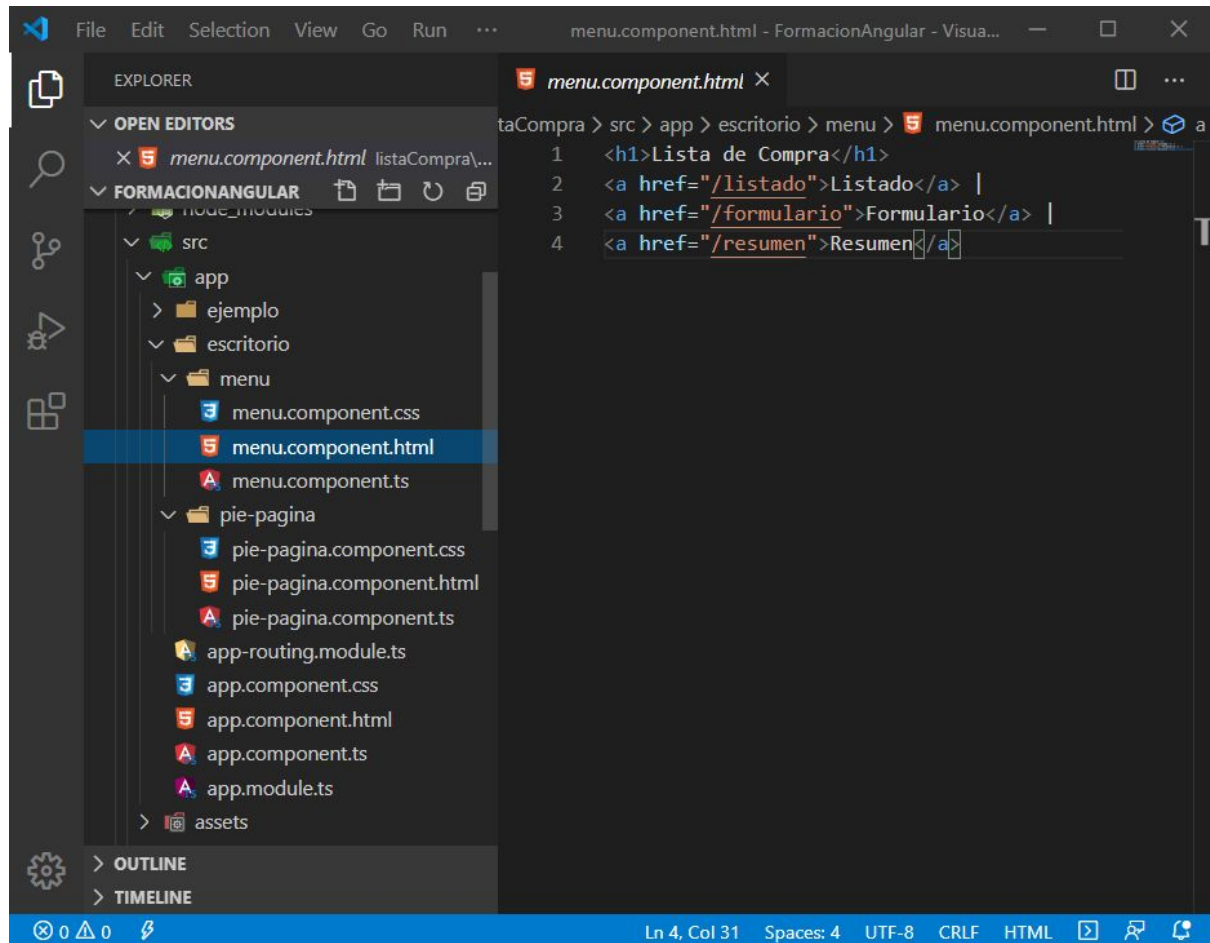 File Edit Selection View Go Run ··· menu.component.html - FormacionAngular - Visua...
EXPLORER
OPEN EDITORS
menu.component.html listaCompra\...
FORMACIONANGULAR
node_modules
src
app
ejemplo
escritorio
menu
menu.component.css
menu.component.html
menu.component.ts
pie-pagina
pie-pagina.component.css
pie-pagina.component.html
pie-pagina.component.ts
app-routing.module.ts
app.component.css
app.component.html
app.component.ts
app.module.ts
assets
OUTLINE
TIMELINE
menu.component.html
taCompra > src > app > escritorio > menu > menu.component.html > a
1 <h1>Lista de Compra</h1>
2 <a href="/listado">Listado</a> |
3 <a href="/formulario">Formulario</a> |
4 <a href="/resumen">Resumen</a>
0 0 Ln 4, Col 31 Spaces: 4 UTF-8 CRLF HTML